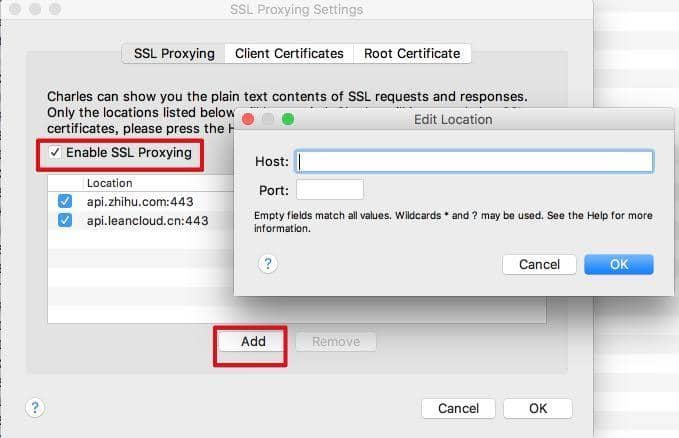 SSL Proxying Settings
SSL Proxying Client Certificates Root Certificate
Charles can show you the plain text contents of SSL requests and responses.
Only the locations listed below
certificates, please press the H
Edit Location
Enable SSL Proxying
Host:
Location
Port:
api.zhihu.com:443
api.leancloud.cn:443
Empty fields match all values. Wildcards * and ? may be used. See the Help for more
information.
?
Cancel OK
Add Remove
?
Cancel OK